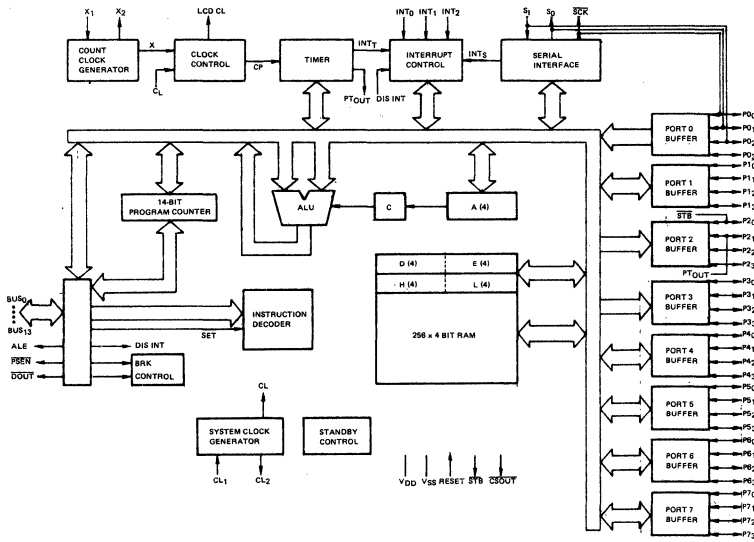 X1 X2 LCD CL INT0 INT1 INT2 SI SO SCK
COUNT CLOCK GENERATOR
X
CLOCK CONTROL
CL
CP
TIMER
INTT
PTOUT
DIS INT
INTERRUPT CONTROL
INTS
SERIAL INTERFACE
PORT 0 BUFFER
P00
P01
P02
P03
PORT 1 BUFFER
P10
P11
P12
P13
STB
PORT 2 BUFFER
P20
P21
P22
P23
PTOUT
PORT 3 BUFFER
P30
P31
P32
P33
PORT 4 BUFFER
P40
P41
P42
P43
PORT 5 BUFFER
P50
P51
P52
P53
PORT 6 BUFFER
P60
P61
P62
P63
PORT 7 BUFFER
P70
P71
P72
P73
14-BIT PROGRAM COUNTER
ALU
C
A (4)
D (4) E (4)
H (4) L (4)
256 x 4 BIT RAM
BUS0
BUS13
INSTRUCTION DECODER
SET
ALE
DIS INT
PSEN
DOUT
BRK CONTROL
CL
SYSTEM CLOCK GENERATOR
CL1 CL2
STANDBY CONTROL
VDD VSS RESET STB CSOUT